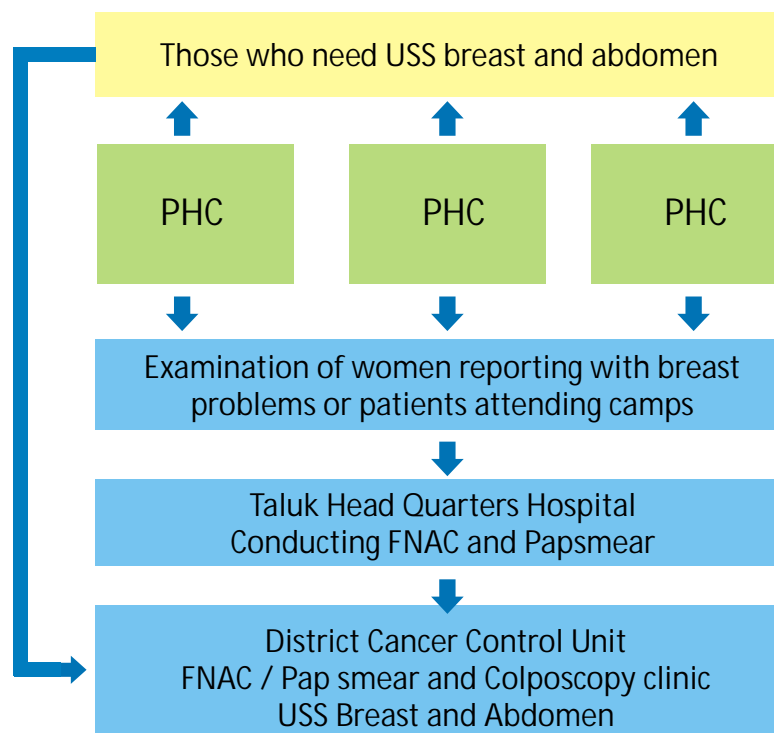 Those who need USS breast and abdomen
PHC
PHC
PHC
Examination of women reporting with breast
problems or patients attending camps
Taluk Head Quarters Hospital
Conducting FNAC and Papsmear
District Cancer Control Unit
FNAC / Pap smear and Colposcopy clinic
USS Breast and Abdomen